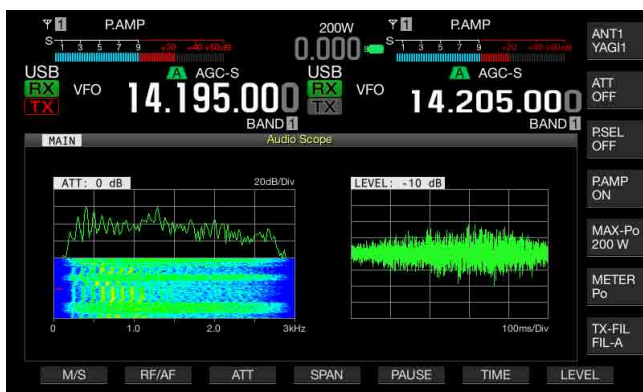 1 P.AMP 200W 1 P.AMP
S 1 3 5 7 9 +20 +40 +60dB 0.000 S 1 3 5 7 9 +20 +40 +60dB
USB A AGC-S USB A AGC-S
RX VFO 14.195.000 RX VFO 14.205.000
TX TX
BAND 1 BAND 1
MAIN Audio Scope
ATT: 0 dB 20dB/Div LEVEL: -10 dB
0 1.0 2.0 3kHz 100ms/Div
M/S RF/AF ATT SPAN PAUSE TIME LEVEL
ANT1
YAGI1
ATT
OFF
P.SEL
OFF
P.AMP
ON
MAX-Po
200 W
METER
Po
TX-FIL
FIL-A